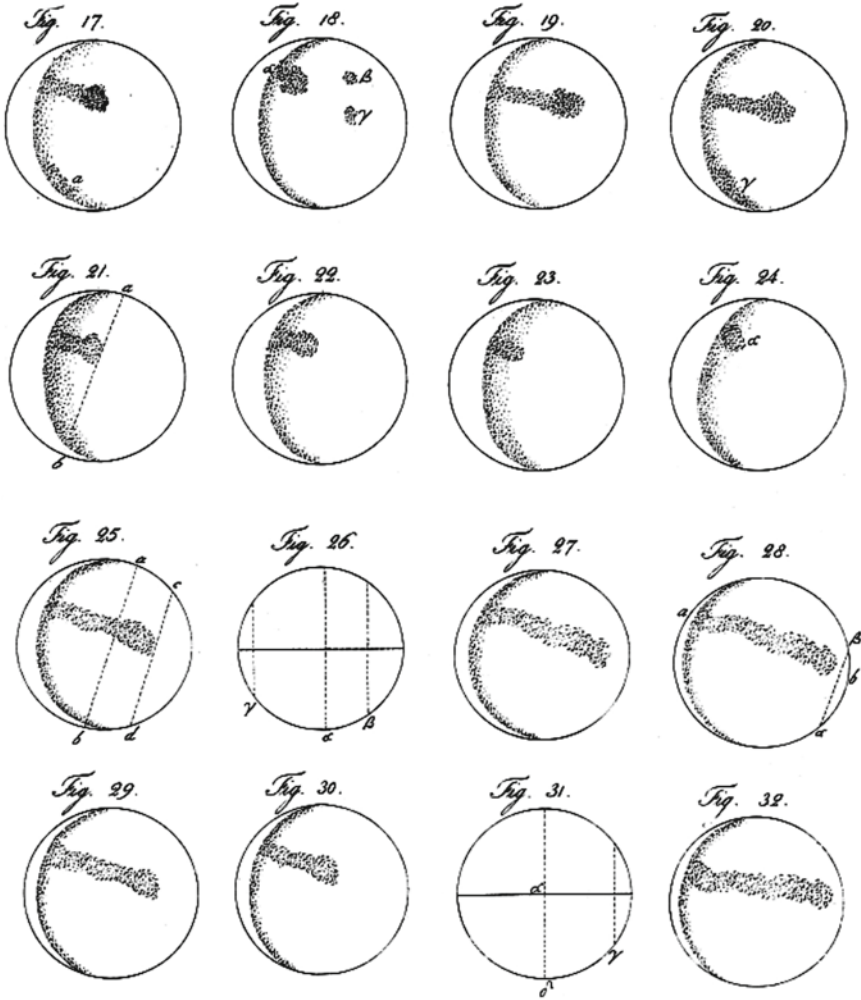 Fig. 17.
Fig. 18.
Fig. 19.
Fig. 20.
a
α
β
γ
γ
Fig. 21.
Fig. 22.
Fig. 23.
Fig. 24.
a
b
α
Fig. 25.
Fig. 26.
Fig. 27.
Fig. 28.
a
c
b
d
γ
α
β
a
β
b
α
Fig. 29.
Fig. 30.
Fig. 31.
Fig. 32.
α
γ